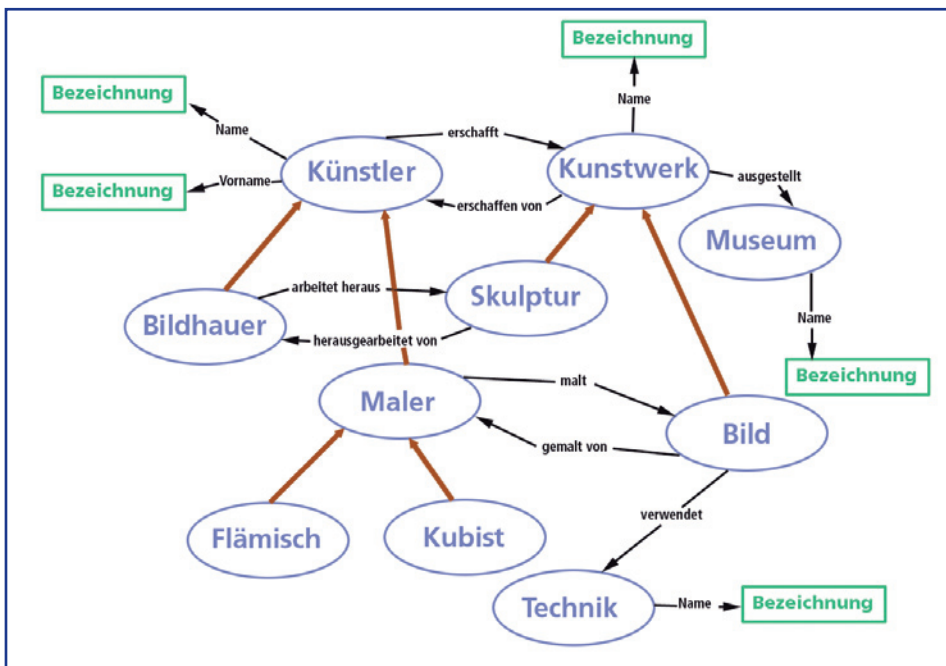 Bezeichnung
Bezeichnung
Name
Name
erschafft
Künstler
Kunstwerk
Bezeichnung
Vorname
ausgestellt
erschaffen von
Museum
arbeitet heraus
Skulptur
Bildhauer
Name
herausgearbeitet von
Bezeichnung
malt
Maler
Bild
gemalt von
verwendet
Flämisch
Kubist
Technik
Name
Bezeichnung